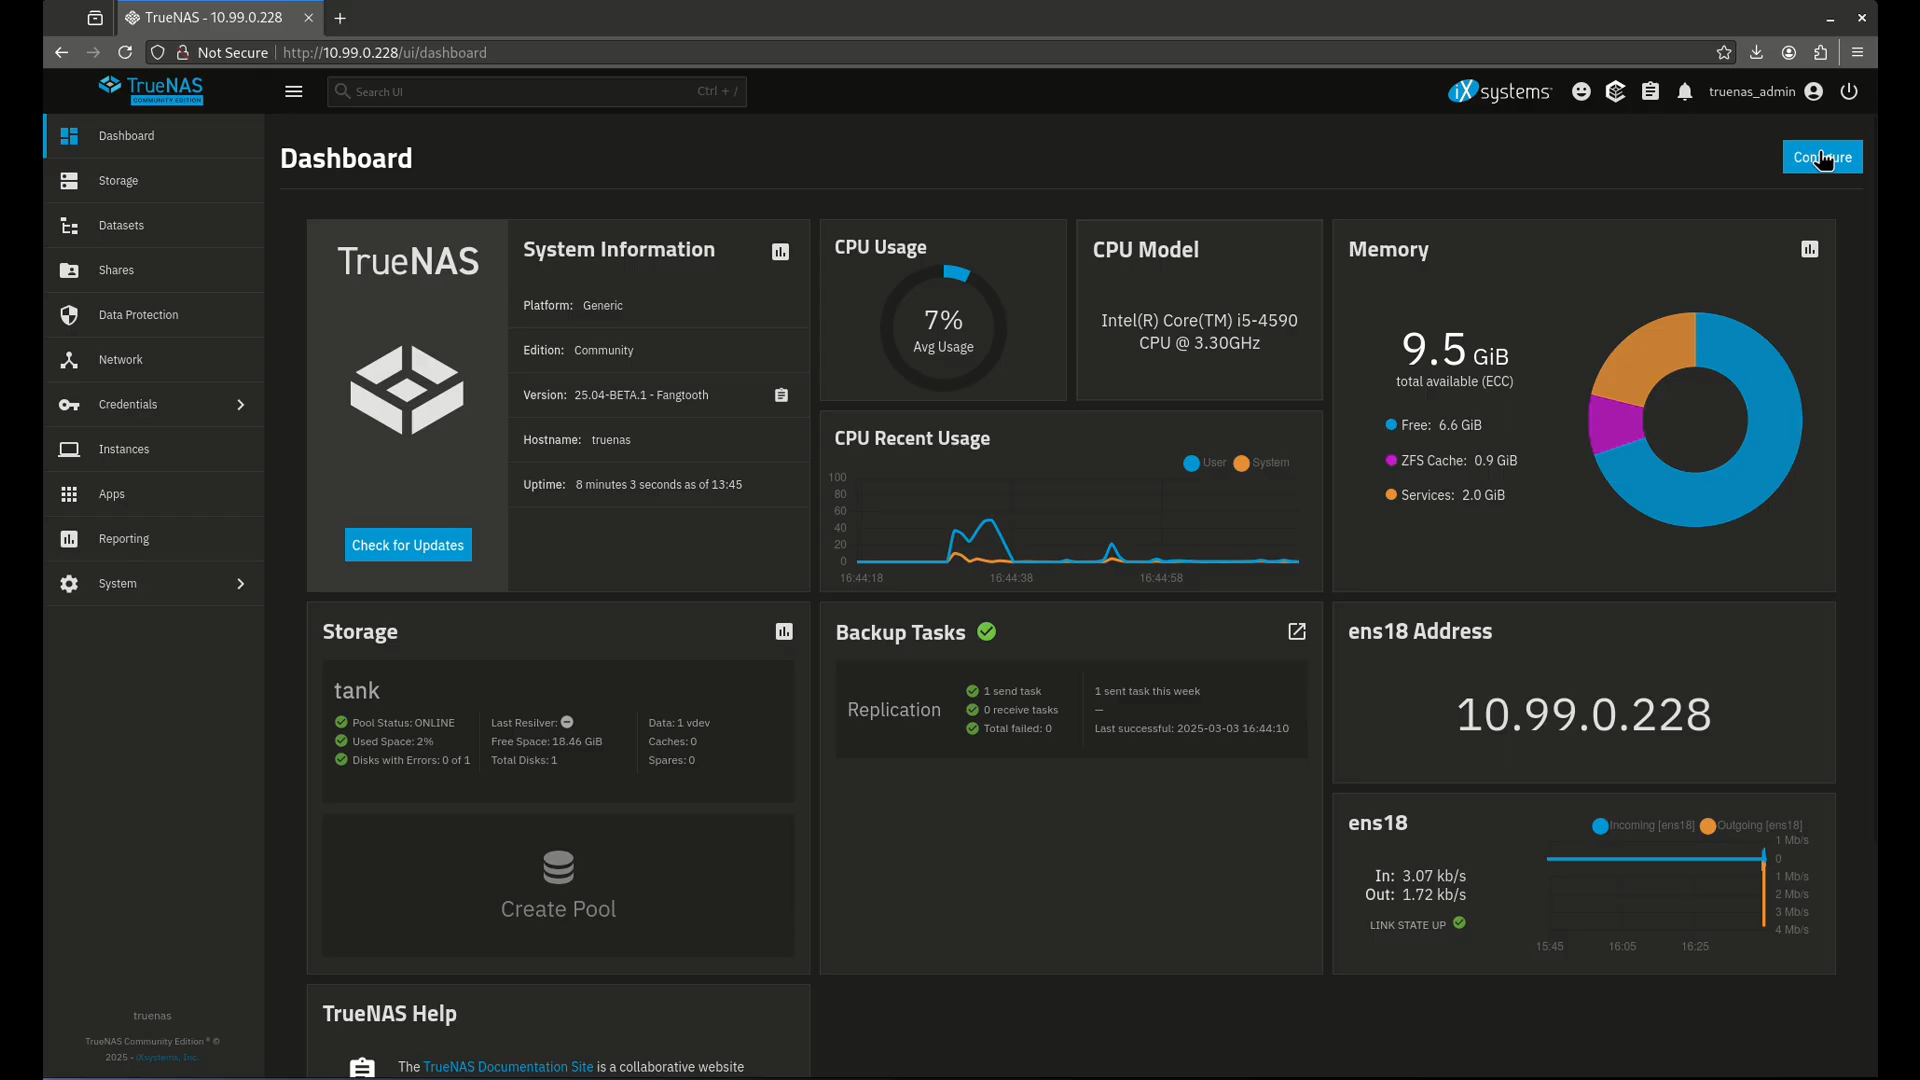 TrueNAS - 10.99.0.228
Not Secure
http://10.99.0.228/ui/dashboard
TrueNAS
COMMUNITY EDITION
Search UI
Ctrl + /
iXsystems
truenas_admin
Dashboard
Storage
Datasets
Shares
Data Protection
Network
Credentials
Instances
Apps
Reporting
System
truenas
TrueNAS Community Edition ® ©
2025 - iXsystems, Inc.
Dashboard
Configure
TrueNAS
Check for Updates
System Information
Platform: Generic
Edition: Community
Version: 25.04-BETA.1 - Fangtooth
Hostname: truenas
Uptime: 8 minutes 3 seconds as of 13:45
CPU Usage
7%
Avg Usage
CPU Model
Intel(R) Core(TM) i5-4590
CPU @ 3.30GHz
CPU Recent Usage
User
System
100
80
60
40
20
0
16:44:18
16:44:38
16:44:58
Memory
9.5 GiB
total available (ECC)
Free: 6.6 GiB
ZFS Cache: 0.9 GiB
Services: 2.0 GiB
Storage
tank
Pool Status: ONLINE
Used Space: 2%
Disks with Errors: 0 of 1
Last Resilver:
Free Space: 18.46 GiB
Total Disks: 1
Data: 1 vdev
Caches: 0
Spares: 0
Create Pool
Backup Tasks
Replication
1 send task
0 receive tasks
Total failed: 0
1 sent task this week
—
Last successful: 2025-03-03 16:44:10
ens18 Address
10.99.0.228
ens18
Incoming [ens18]
Outgoing [ens18]
In: 3.07 kb/s
Out: 1.72 kb/s
LINK STATE UP
1 Mb/s
0
1 Mb/s
2 Mb/s
3 Mb/s
4 Mb/s
15:45
16:05
16:25
TrueNAS Help
The TrueNAS Documentation Site is a collaborative website